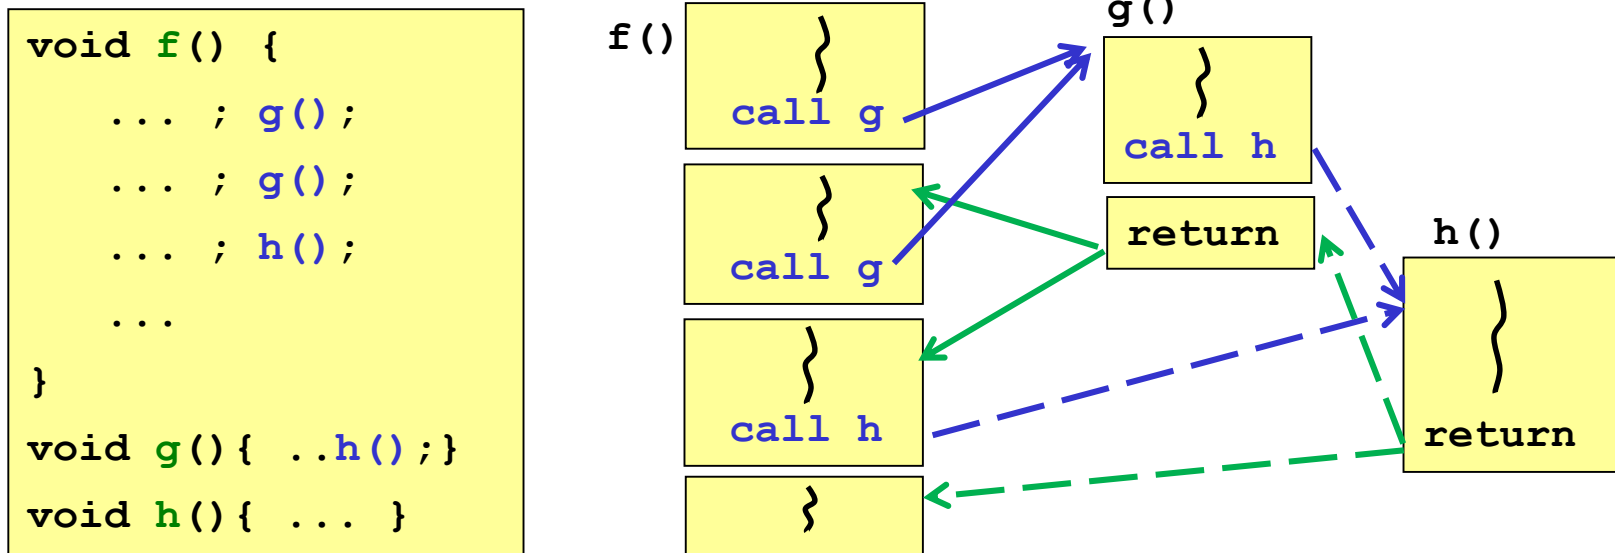 void f() {
... ; g();
... ; g();
... ; h();
...
}
void g(){ ..h();}
void h(){ ... }
f()
call g
call g
call h
g()
call h
return
h()
return